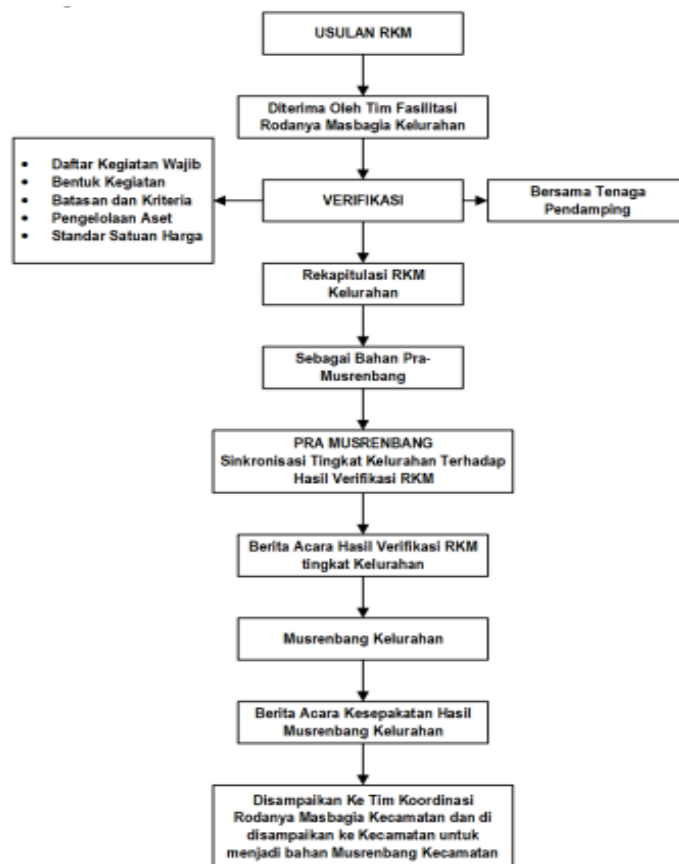 USULAN RKM
Diterima Oleh Tim Fasilitasi
Rodanya Masbagia Kelurahan
• Daftar Kegiatan Wajib
• Bentuk Kegiatan
• Batasan dan Kriteria
• Pengelolaan Aset
• Standar Satuan Harga
VERIFIKASI
Bersama Tenaga
Pendamping
Rekapitulasi RKM
Kelurahan
Sebagai Bahan Pra-
Musrenbang
PRA MUSRENBANG
Sinkronisasi Tingkat Kelurahan Terhadap
Hasil Verifikasi RKM
Berita Acara Hasil Verifikasi RKM
tingkat Kelurahan
Musrenbang Kelurahan
Berita Acara Kesepakatan Hasil
Musrenbang Kelurahan
Disampaikan Ke Tim Koordinasi
Rodanya Masbagia Kecamatan dan di
disampaikan ke Kecamatan untuk
menjadi bahan Musrenbang Kecamatan